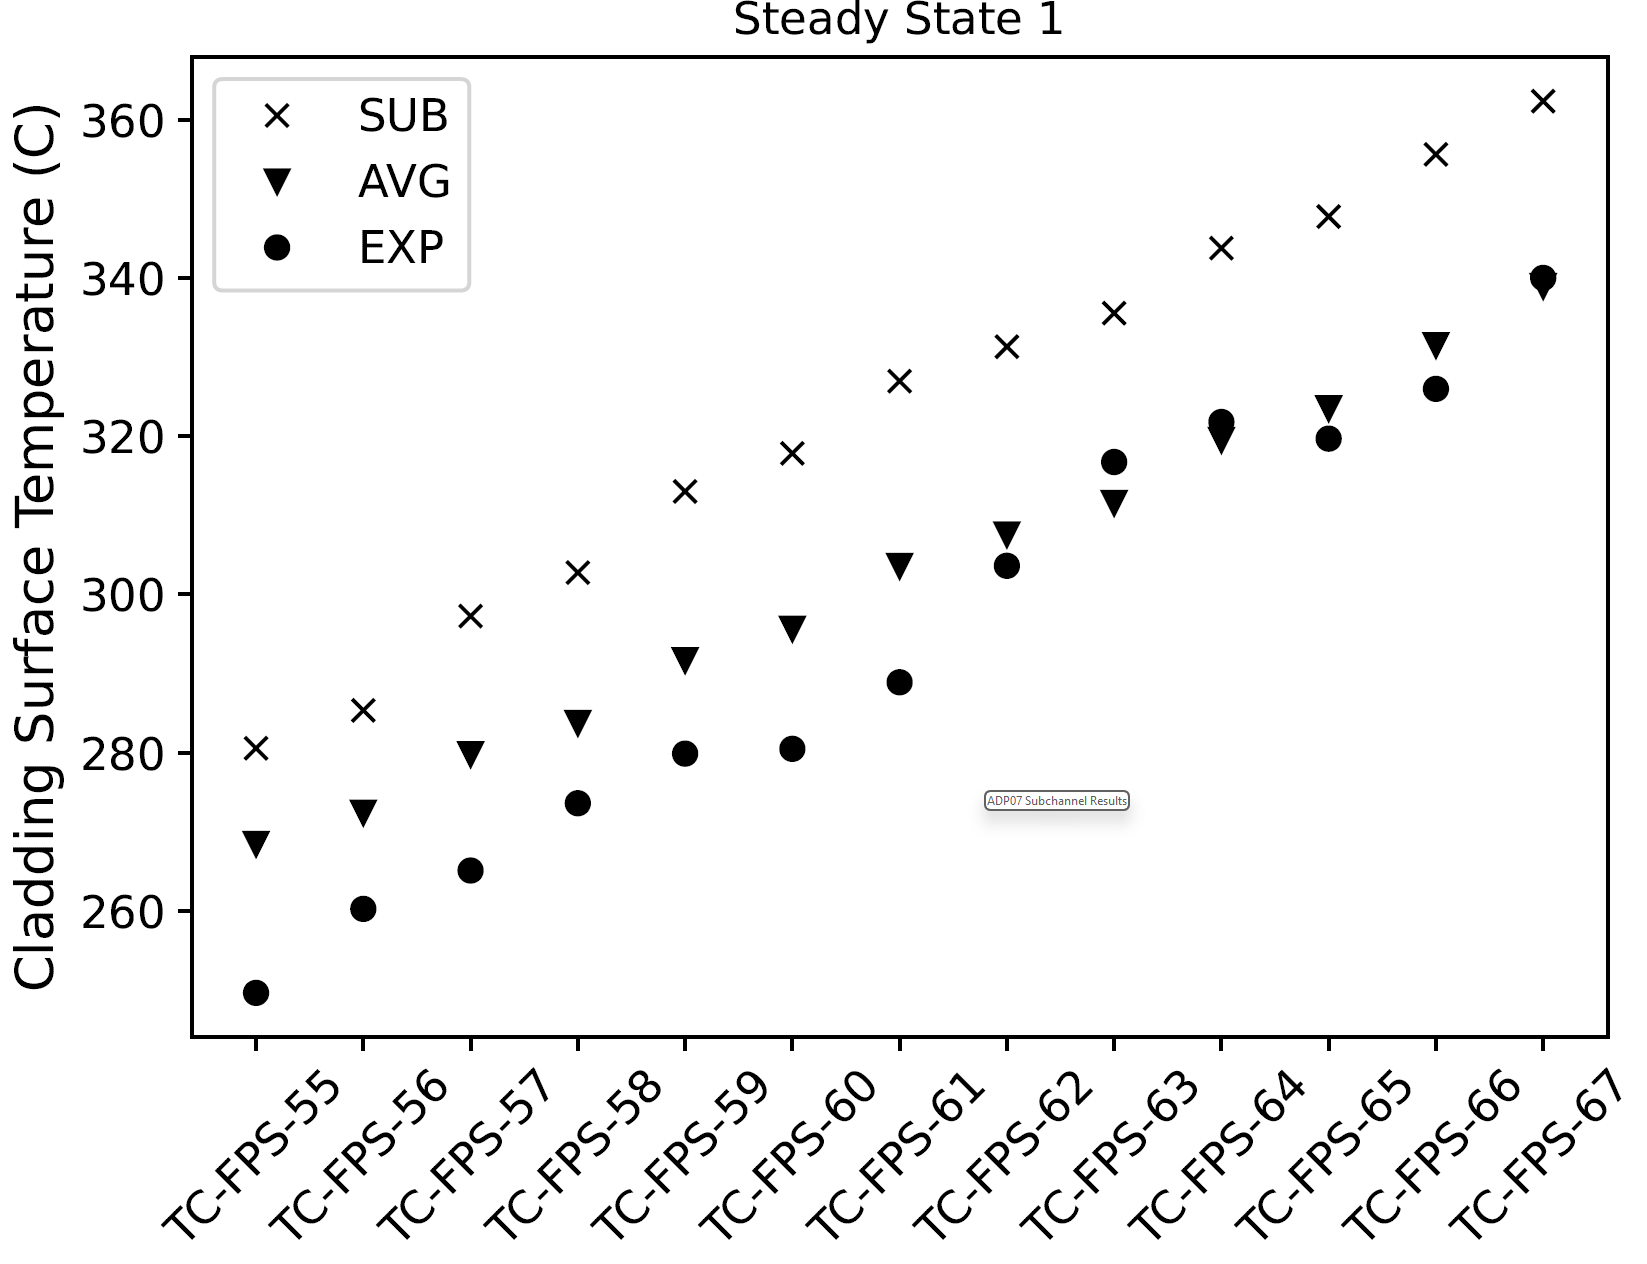 Steady State 1
Cladding Surface Temperature (C)
360
340
320
300
280
260
SUB
AVG
EXP
ADP07 Subchannel Results
TC-FPS-55
TC-FPS-56
TC-FPS-57
TC-FPS-58
TC-FPS-59
TC-FPS-60
TC-FPS-61
TC-FPS-62
TC-FPS-63
TC-FPS-64
TC-FPS-65
TC-FPS-66
TC-FPS-67